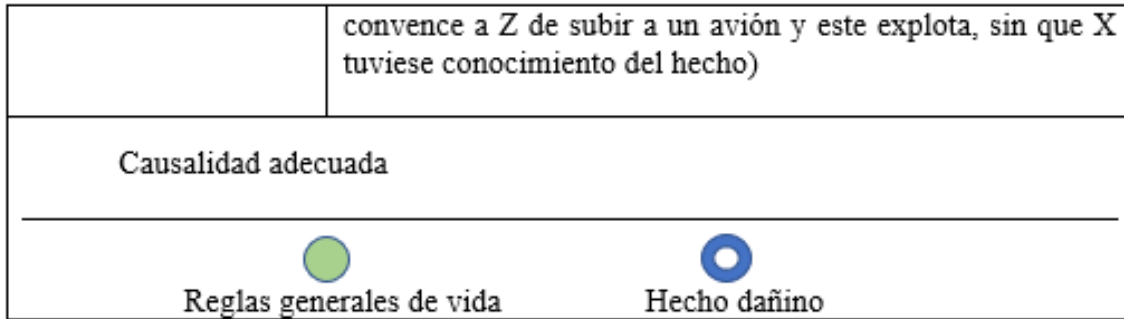 convence a Z de subir a un avión y este explota, sin que X
tuviese conocimiento del hecho)
Causalidad adecuada
Reglas generales de vida
Hecho dañino